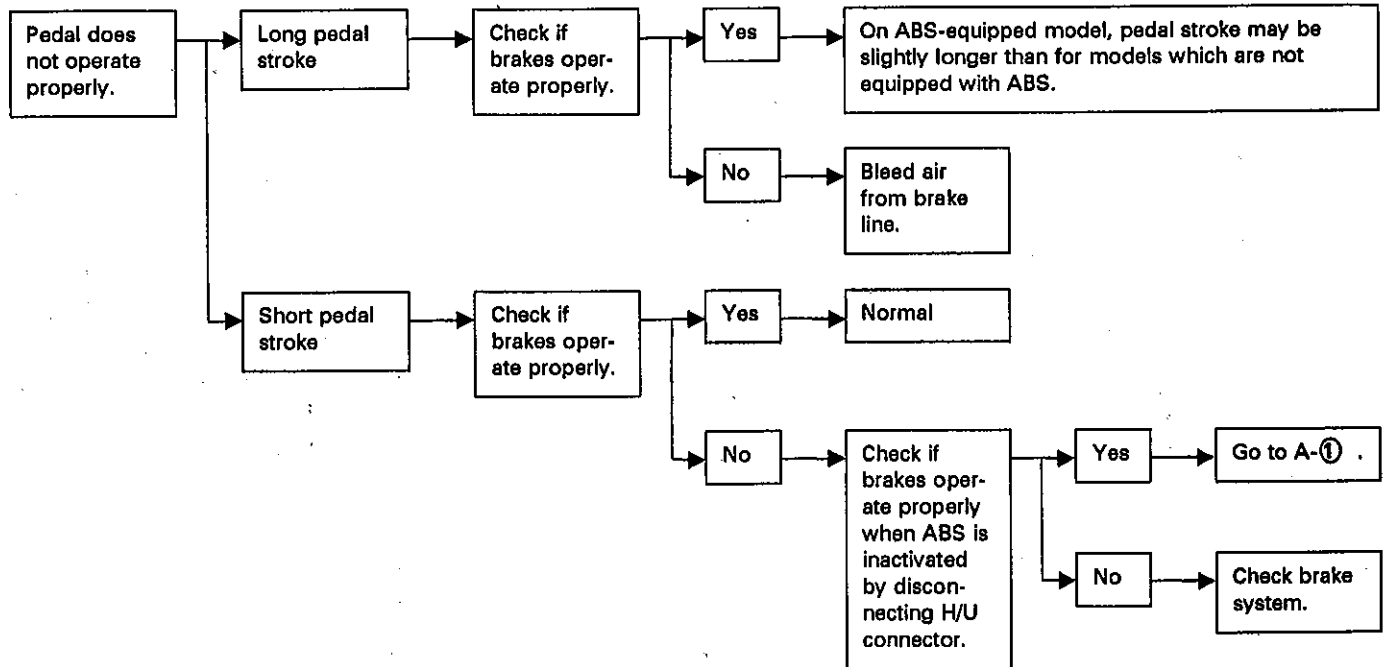 Pedal does
not operate
properly.
Long pedal
stroke
Check if
brakes oper-
ate properly.
Yes
On ABS-equipped model, pedal stroke may be
slightly longer than for models which are not
equipped with ABS.
No
Bleed air
from brake
line.
Short pedal
stroke
Check if
brakes oper-
ate properly.
Yes
Normal
No
Check if
brakes oper-
ate properly
when ABS is
inactivated
by discon-
necting H/U
connector.
Yes
Go to A-① .
No
Check brake
system.